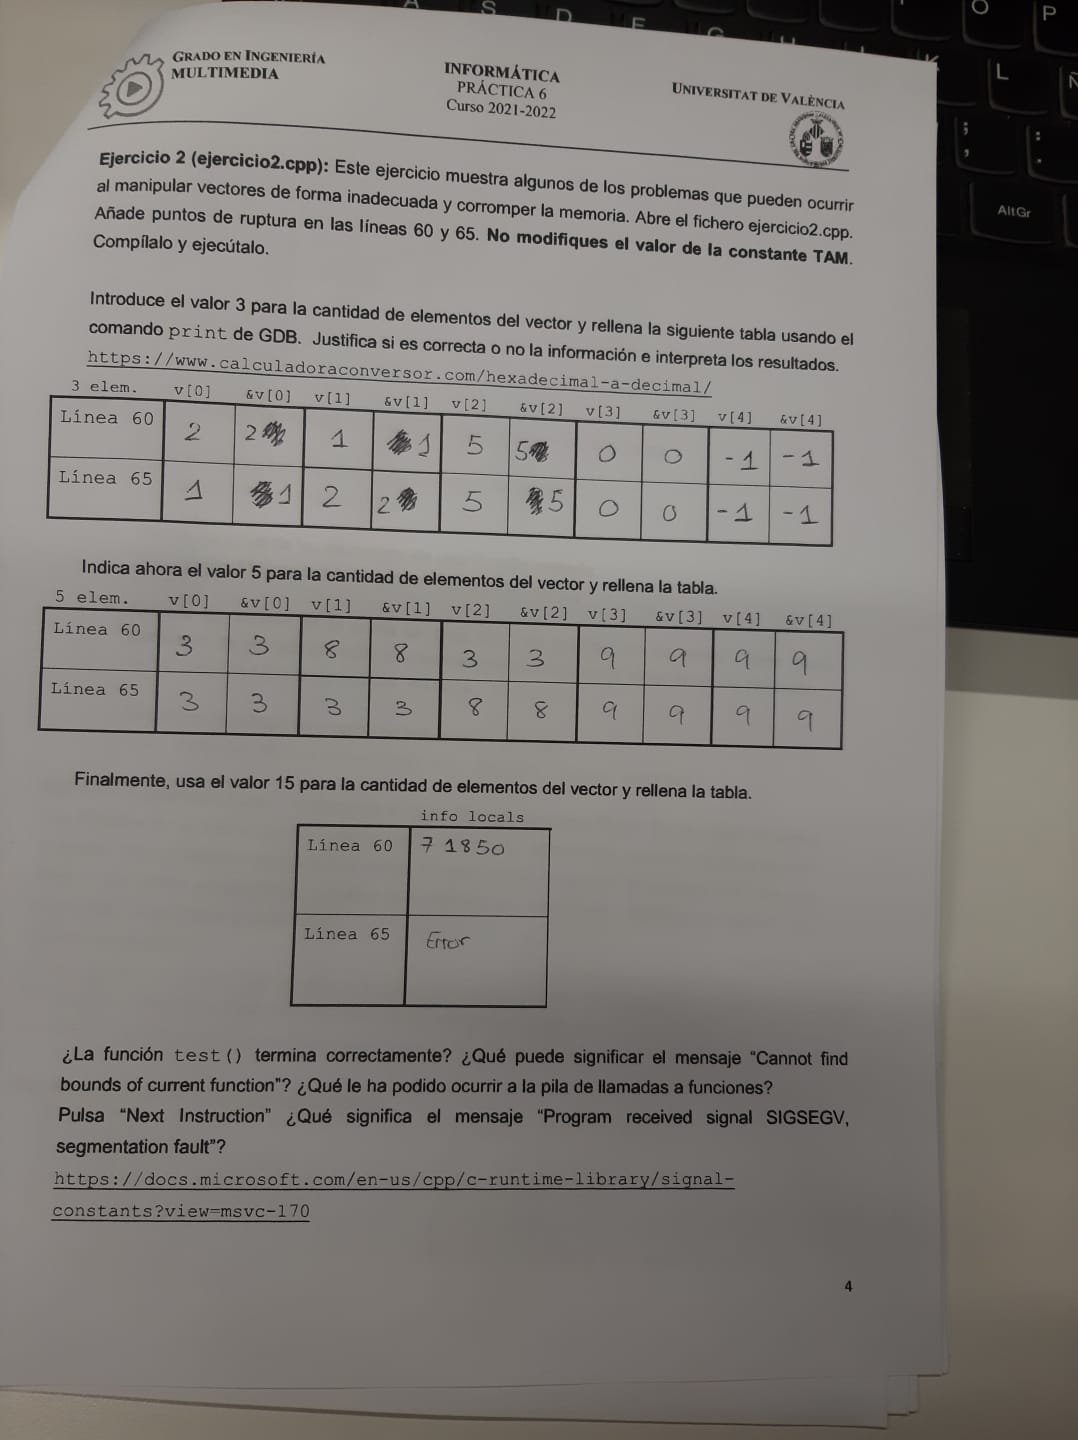 GRADO EN INGENIERÍA
MULTIMEDIA
INFORMÁTICA
PRÁCTICA 6
Curso 2021-2022
UNIVERSITAT DE VALÈNCIA
Ejercicio 2 (ejercicio2.cpp): Este ejercicio muestra algunos de los problemas que pueden ocurrir
al manipular vectores de forma inadecuada y corromper la memoria. Abre el fichero ejercicio2.cpp.
Añade puntos de ruptura en las líneas 60 y 65. No modifiques el valor de la constante TAM.
Compílalo y ejecútalo.
Introduce el valor 3 para la cantidad de elementos del vector y rellena la siguiente tabla usando el
comando print de GDB. Justifica si es correcta o no la información e interpreta los resultados.
https://www.calculadoraconversor.com/hexadecimal-a-decimal/
3 elem. v[0] &v[0] v[1] &v[1] v[2] &v[2] v[3] &v[3] v[4] &v[4]
Línea 60 2 2 1 1 5 5 0 0 -1 -1
Línea 65 1 1 2 2 5 5 0 0 -1 -1
Indica ahora el valor 5 para la cantidad de elementos del vector y rellena la tabla.
5 elem. v[0] &v[0] v[1] &v[1] v[2] &v[2] v[3] &v[3] v[4] &v[4]
Línea 60 3 3 8 8 3 3 9 9 9 9
Línea 65 3 3 3 3 8 8 9 9 9 9
Finalmente, usa el valor 15 para la cantidad de elementos del vector y rellena la tabla.
info locals
Línea 60 71850
Línea 65 Error
¿La función test() termina correctamente? ¿Qué puede significar el mensaje “Cannot find
bounds of current function”? ¿Qué le ha podido ocurrir a la pila de llamadas a funciones?
Pulsa “Next Instruction” ¿Qué significa el mensaje “Program received signal SIGSEGV,
segmentation fault”?
https://docs.microsoft.com/en-us/cpp/c-runtime-library/signal-
constants?view=msvc-170
4
A S D F
K L Ñ
O P
; :
, .
AltGr